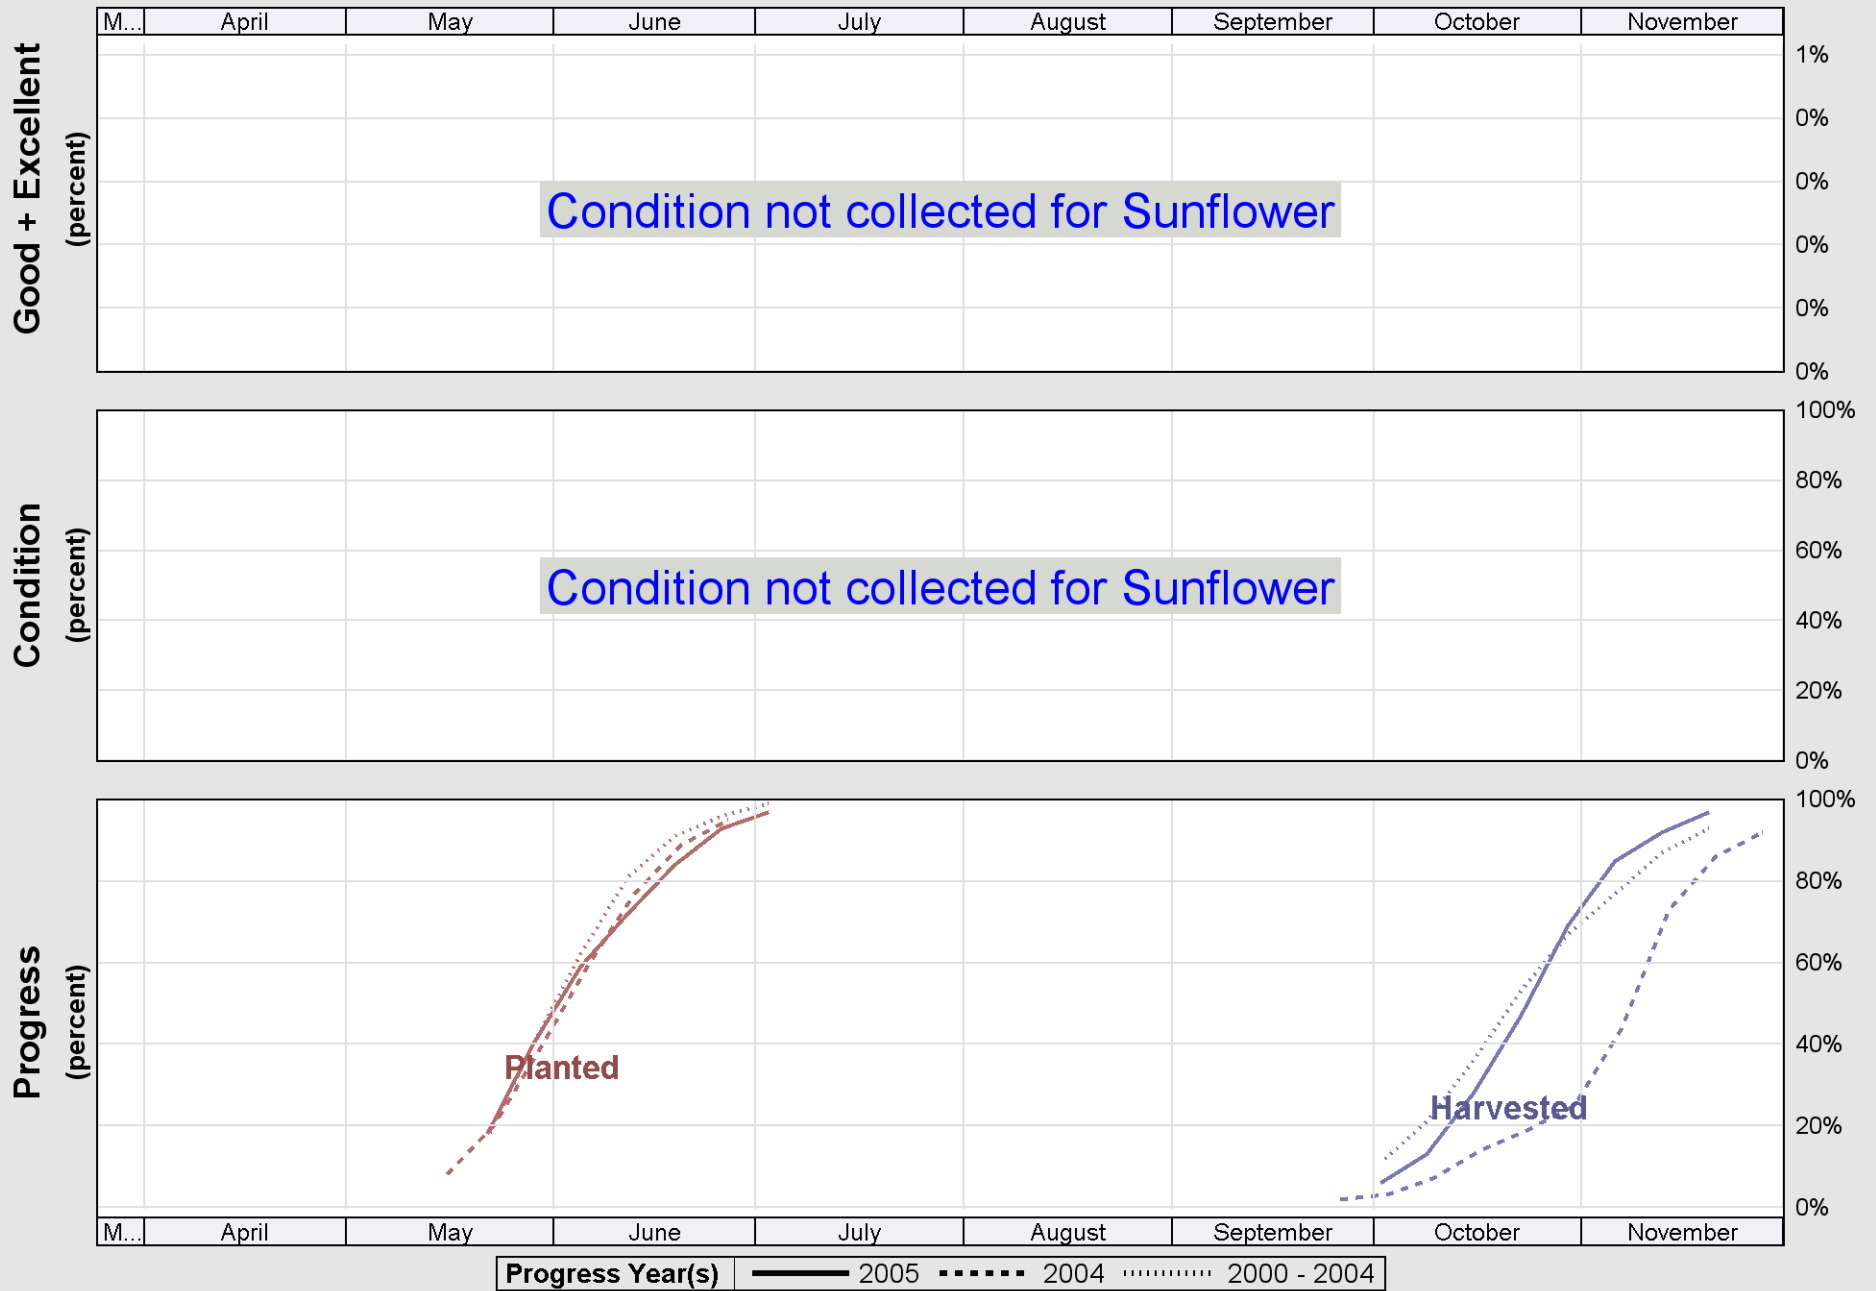 M... April May June July August September October November
Good + Excellent
(percent)
1%
0%
0%
0%
0%
0%
Condition not collected for Sunflower
Condition
(percent)
100%
80%
60%
40%
20%
0%
Condition not collected for Sunflower
Progress
(percent)
100%
80%
60%
40%
20%
0%
Planted
Harvested
M... April May June July August September October November
Progress Year(s) 2005 2004 2000 - 2004